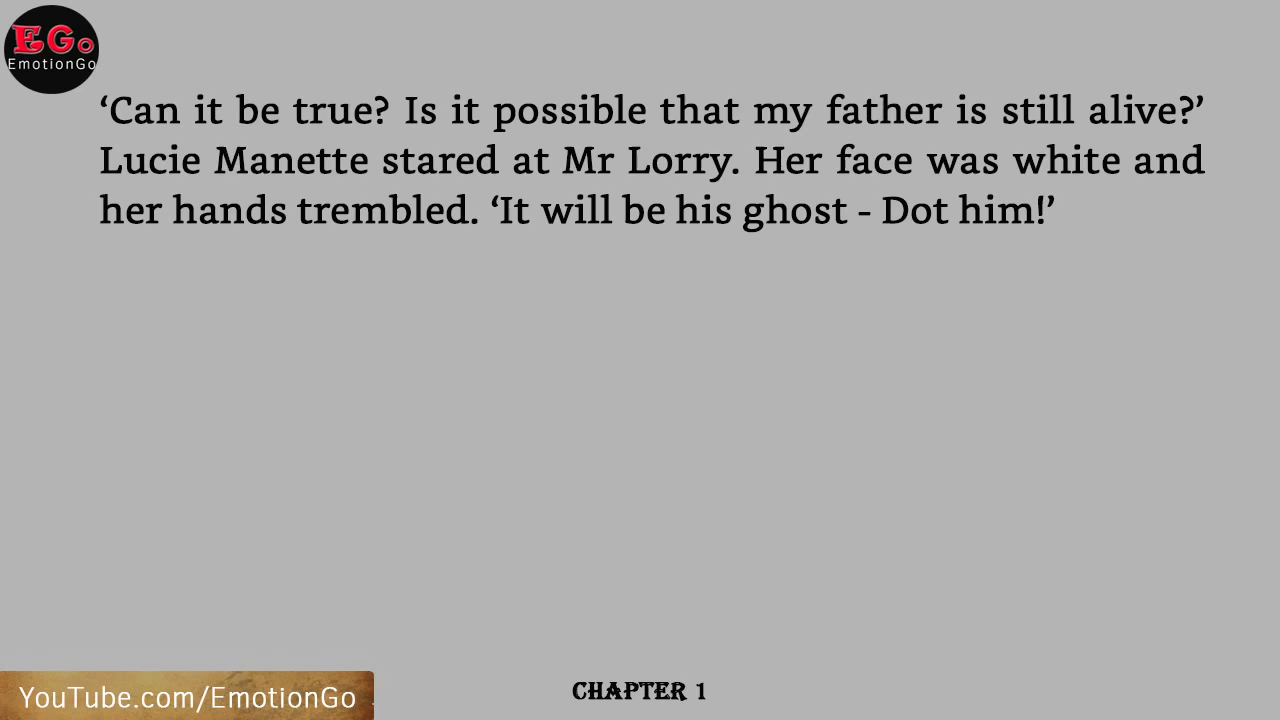 EGo
EmotionGo
‘Can it be true? Is it possible that my father is still alive?’
Lucie Manette stared at Mr Lorry. Her face was white and
her hands trembled. ‘It will be his ghost - Dot him!’
YouTube.com/EmotionGo
CHAPTER 1